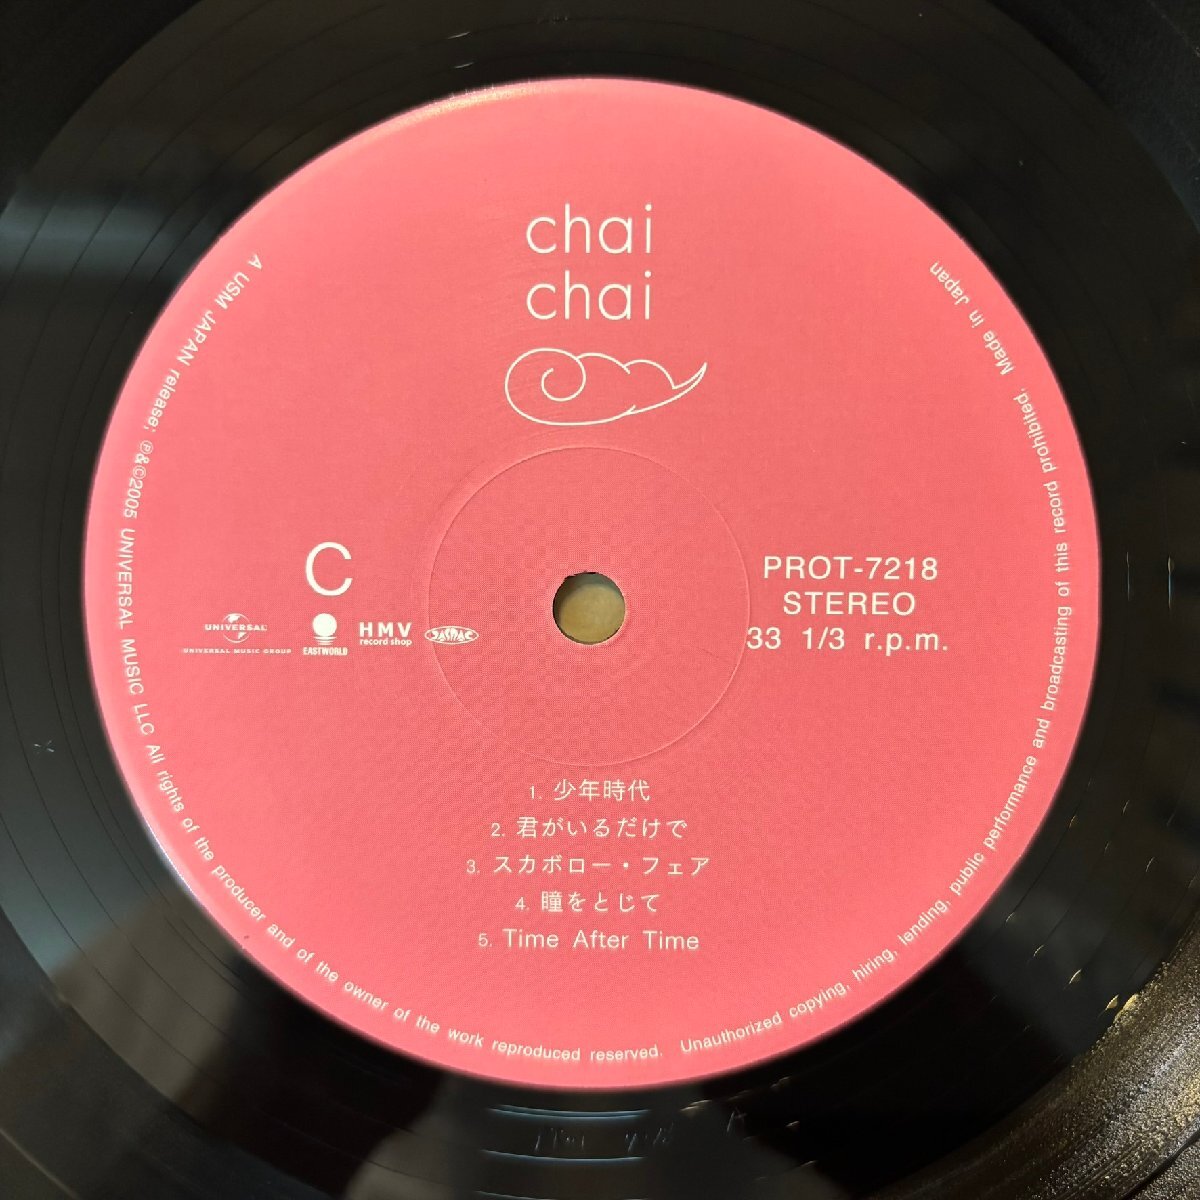 chai
chai
C
UNIVERSAL
UNIVERSAL MUSIC GROUP
EASTWORLD
HMV
record shop
JASRAC
PROT-7218
STEREO
33 1/3 r.p.m.
1. 少年時代
2. 君がいるだけで
3. スカボロー・フェア
4. 瞳をとじて
5. Time After Time
A USM JAPAN release; ℗&©2005 UNIVERSAL MUSIC LLC All rights of the producer and of the owner of the work reproduced reserved. Unauthorized copying, hiring, lending, public performance and broadcasting of this record prohibited. Made in Japan